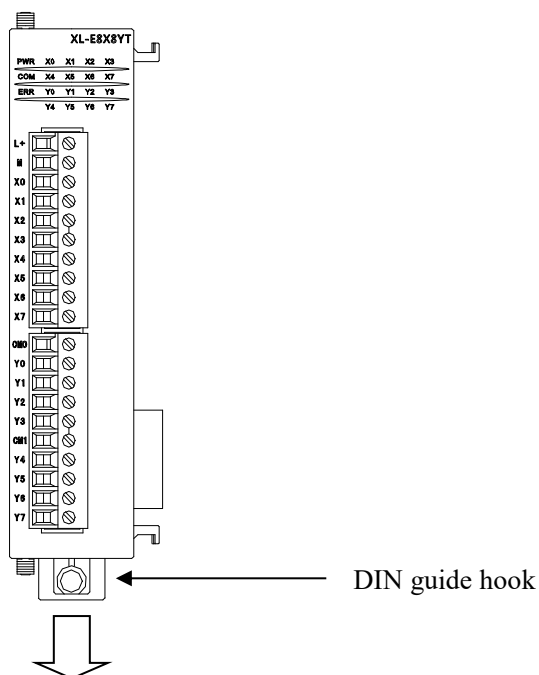 XL-E8X8YT
PWR X0 X1 X2 X3
COM X4 X5 X6 X7
ERR Y0 Y1 Y2 Y3
Y4 Y5 Y6 Y7
L+
M
X0
X1
X2
X3
X4
X5
X6
X7
CM0
Y0
Y1
Y2
Y3
CM1
Y4
Y5
Y6
Y7
DIN guide hook